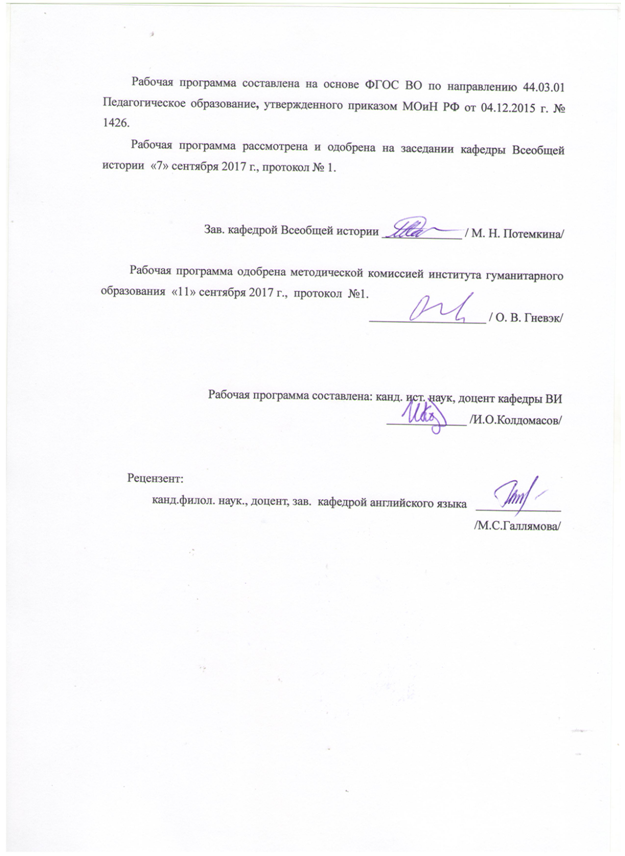 Рабочая программа составлена на основе ФГОС ВО по направлению 44.03.01
Педагогическое образование, утвержденного приказом МОиН РФ от 04.12.2015 г. №
1426.
Рабочая программа рассмотрена и одобрена на заседании кафедры Всеобщей
истории «7» сентября 2017 г., протокол № 1.
Зав. кафедрой Всеобщей истории ______________ / М. Н. Потемкина/
Рабочая программа одобрена методической комиссией института гуманитарного
образования «11» сентября 2017 г., протокол №1.
____________________ / О. В. Гневэк/
Рабочая программа составлена: канд. ист. наук, доцент кафедры ВИ
______________ /И.О.Колдомасов/
Рецензент:
канд.филол. наук., доцент, зав. кафедрой английского языка _______________
/М.С.Галлямова/